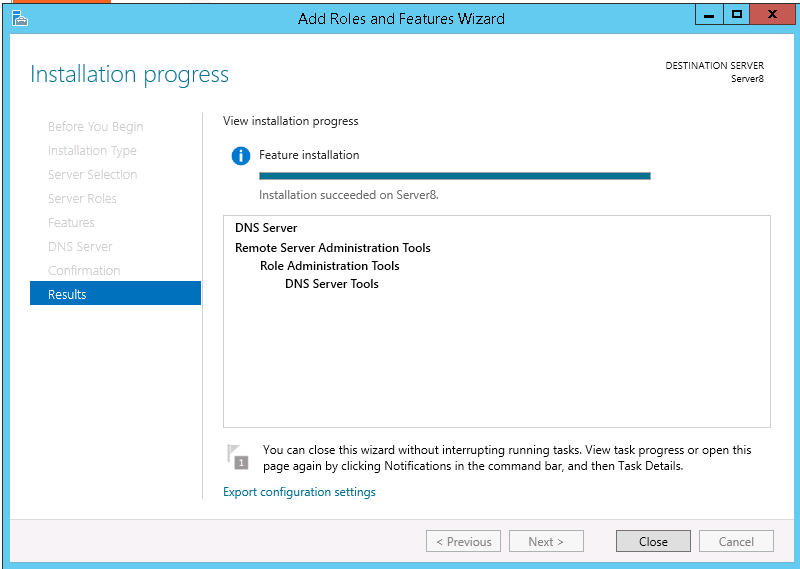 Add Roles and Features Wizard
Installation progress
DESTINATION SERVER
Server8
Before You Begin
Installation Type
Server Selection
Server Roles
Features
DNS Server
Confirmation
Results
View installation progress
Feature installation
Installation succeeded on Server8.
DNS Server
Remote Server Administration Tools
Role Administration Tools
DNS Server Tools
1
You can close this wizard without interrupting running tasks. View task progress or open this
page again by clicking Notifications in the command bar, and then Task Details.
Export configuration settings
< Previous
Next >
Close
Cancel